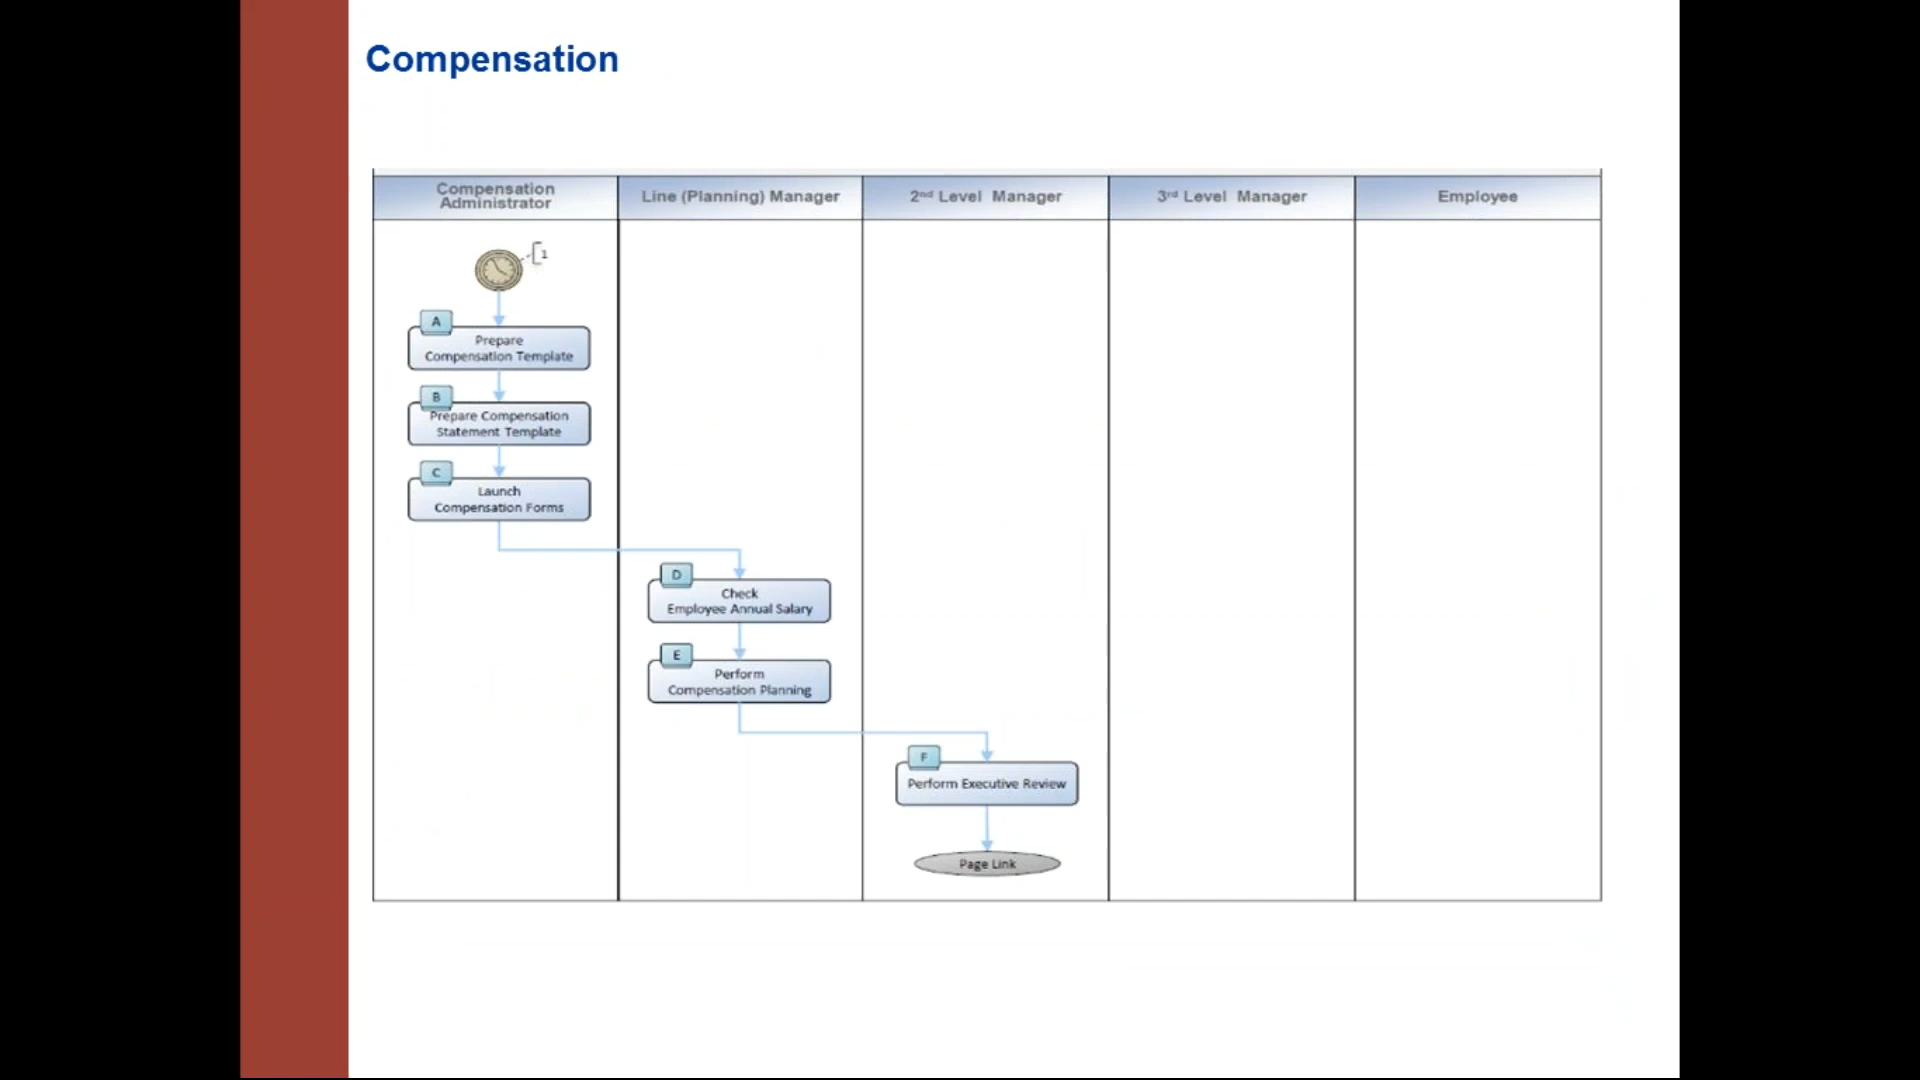 Compensation
Compensation
Administrator
Line (Planning) Manager
2nd Level Manager
3rd Level Manager
Employee
1
A
Prepare
Compensation Template
B
Prepare Compensation
Statement Template
C
Launch
Compensation Forms
D
Check
Employee Annual Salary
E
Perform
Compensation Planning
F
Perform Executive Review
Page Link